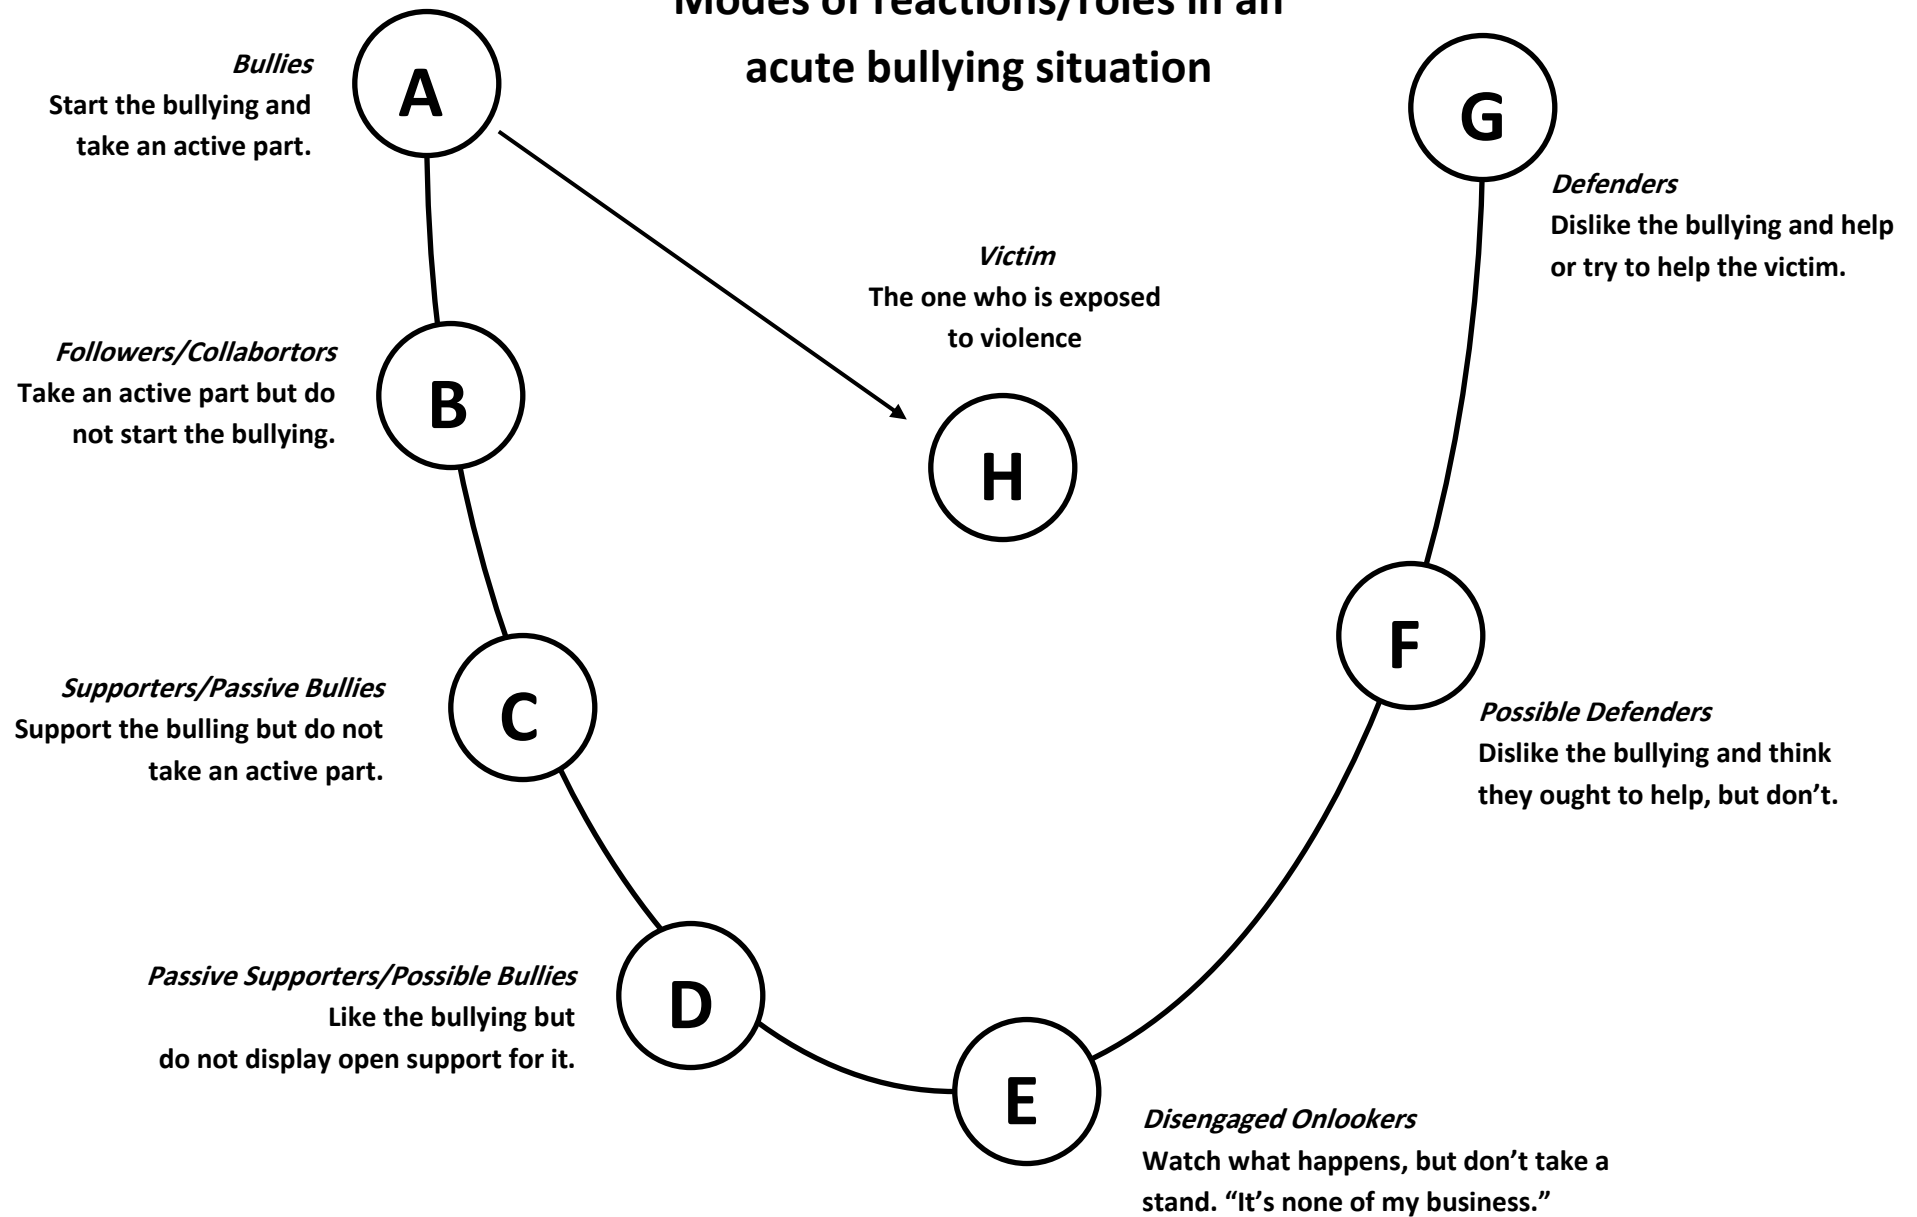 Modes of reactions/roles in an
acute bullying situation
A
Bullies
Start the bullying and
take an active part.
G
Defenders
Dislike the bullying and help
or try to help the victim.
Victim
The one who is exposed
to violence
H
B
Followers/Collabortors
Take an active part but do
not start the bullying.
C
Supporters/Passive Bullies
Support the bulling but do not
take an active part.
F
Possible Defenders
Dislike the bullying and think
they ought to help, but don’t.
D
Passive Supporters/Possible Bullies
Like the bullying but
do not display open support for it.
E
Disengaged Onlookers
Watch what happens, but don’t take a
stand. “It’s none of my business.”